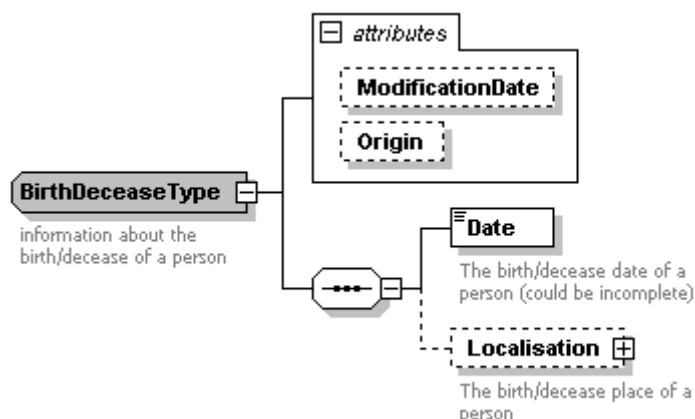 attributes
ModificationDate
Origin
BirthDeceaseType
information about the
birth/decease of a person
Date
The birth/decease date of a
person (could be incomplete)
Localisation
The birth/decease place of a
person